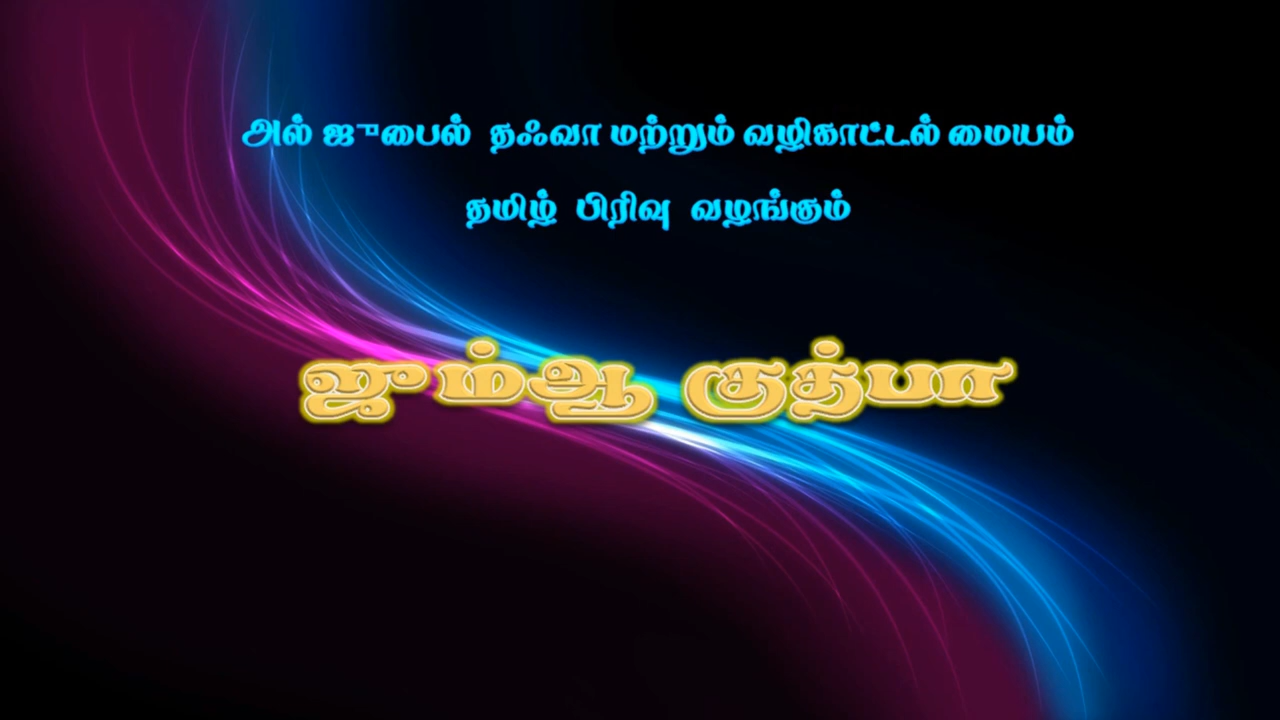 அல் ஜுபைல் தஃவா மற்றும் வழிகாட்டல் மையம்
தமிழ் பிரிவு வழங்கும்
ஜும்ஆ குத்பா